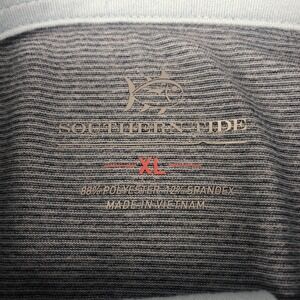 SOUTHERN TIDE
XL
88% POLYESTER 12% SPANDEX
MADE IN VIETNAM